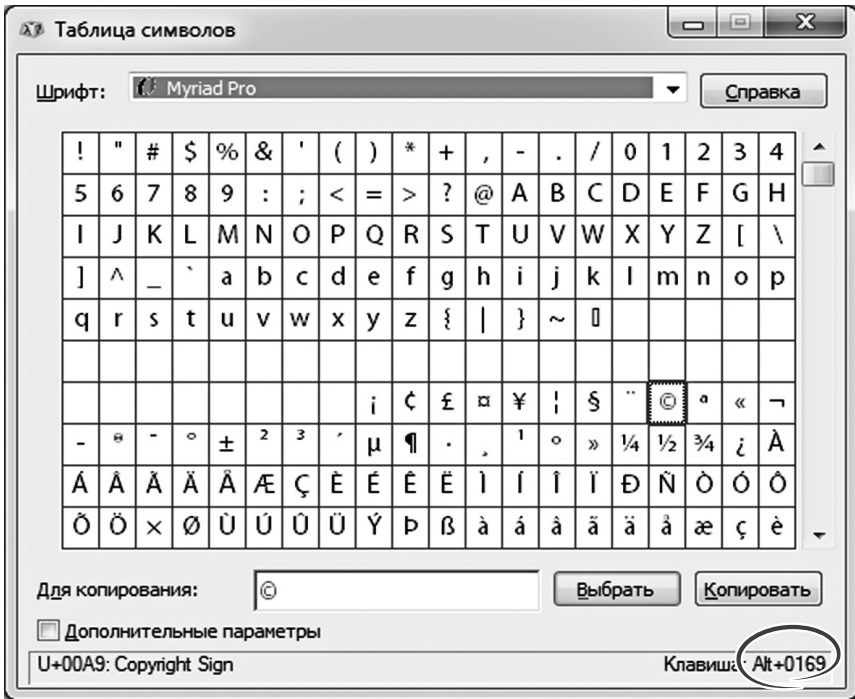 Таблица символов
Шрифт: Myriad Pro Справка
! " # $ % & ' ( ) * + , - . / 0 1 2 3 4
5 6 7 8 9 : ; < = > ? @ A B C D E F G H
I J K L M N O P Q R S T U V W X Y Z [ \
] ^ _ ` a b c d e f g h i j k l m n o p
q r s t u v w x y z { | } ~ ▯
¡ ¢ £ ¤ ¥ ¦ § ¨ © ª « ¬
- ® ¯ ° ± ² ³ ´ µ ¶ · ¸ ¹ º » ¼ ½ ¾ ¿ À
Á Â Ã Ä Å Æ Ç È É Ê Ë Ì Í Î Ï Ð Ñ Ò Ó Ô
Õ Ö × Ø Ù Ú Û Ü Ý Þ ß à á â ã ä å æ ç è
Для копирования: © Выбрать Копировать
Дополнительные параметры
U+00A9: Copyright Sign Клавиша: Alt+0169